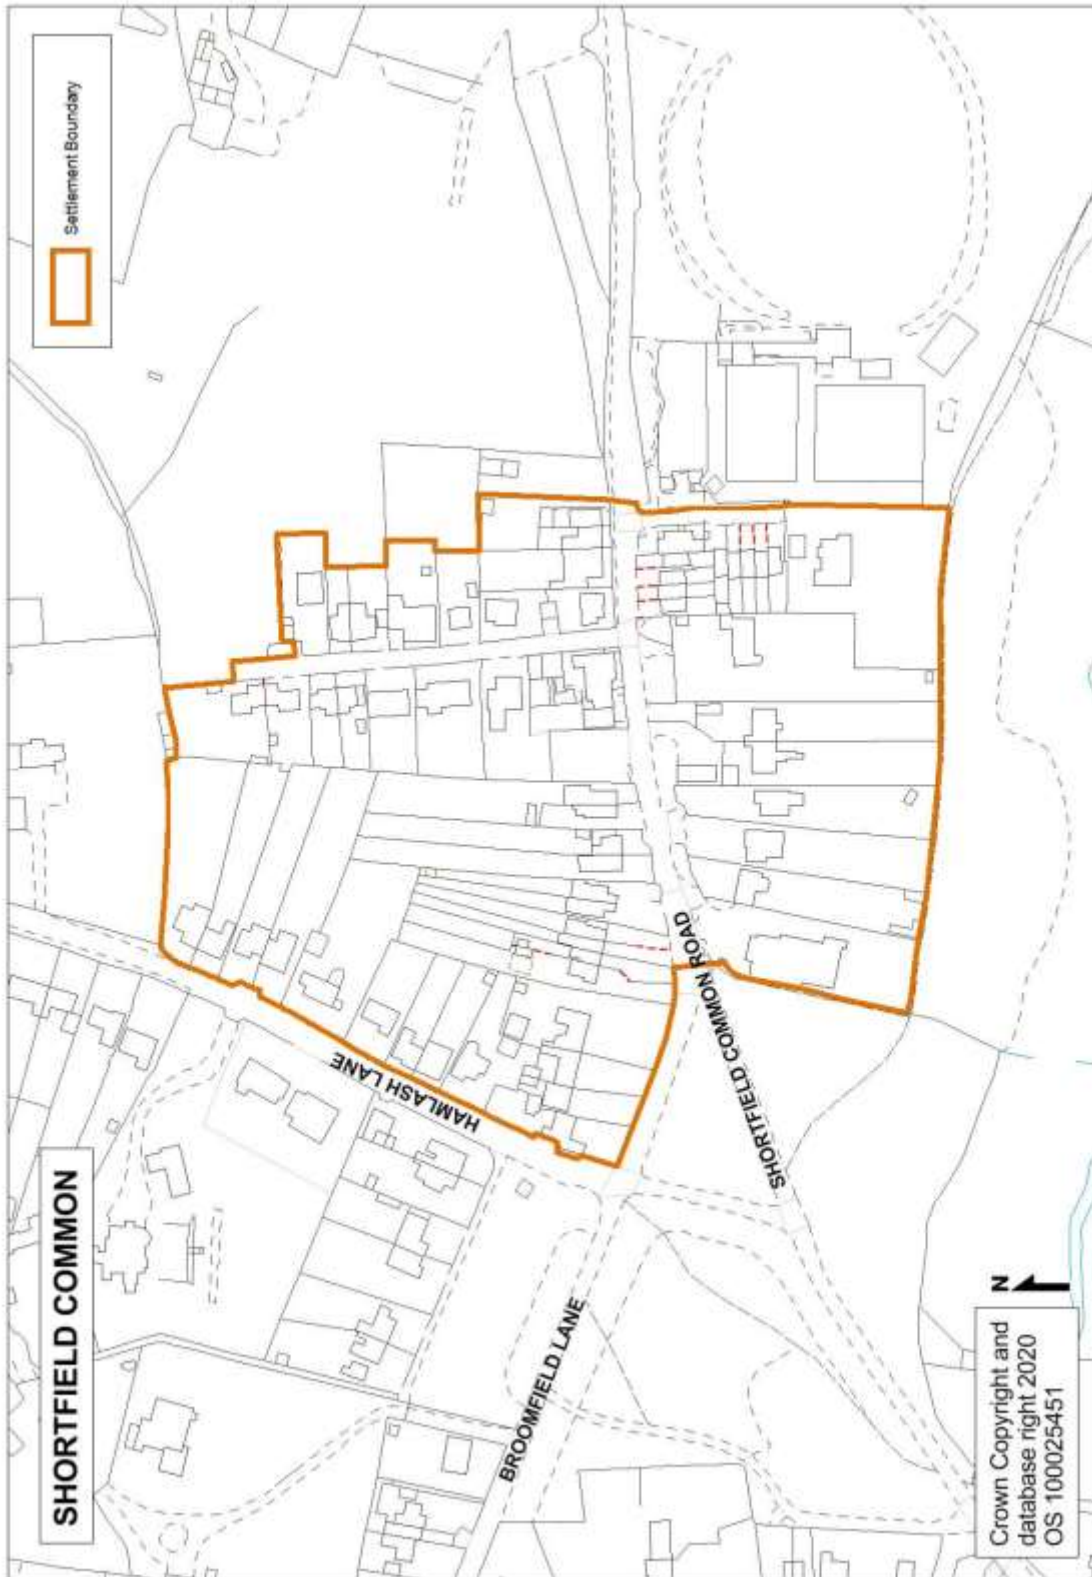 SHORTFIELD COMMON
Settlement Boundary
HAMLASH LANE
SHORTFIELD COMMON ROAD
BROOMFIELD LANE
N
Crown Copyright and
database right 2020
OS 100025451